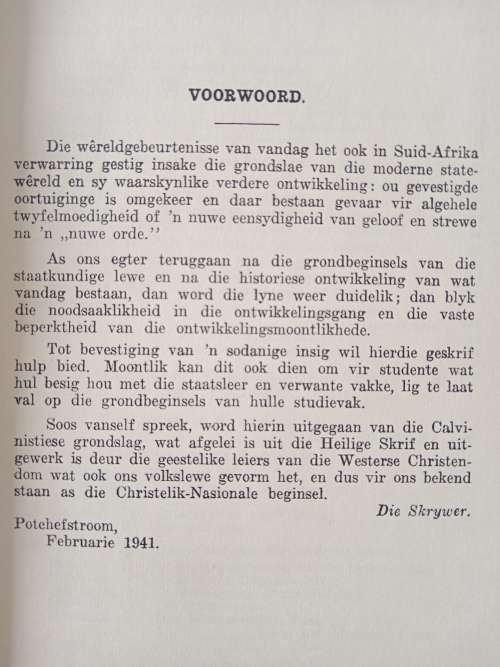 VOORWOORD.
Die wêreldgebeurtenisse van vandag het ook in Suid-Afrika
verwarring gestig insake die grondslae van die moderne state-
wêreld en sy waarskynlike verdere ontwikkeling: ou gevestigde
oortuiginge is omgekeer en daar bestaan gevaar vir algehele
twyfelmoedigheid of 'n nuwe eensydigheid van geloof en strewe
na 'n „nuwe orde.”
As ons egter teruggaan na die grondbeginsels van die
staatkundige lewe en na die historiese ontwikkeling van wat
vandag bestaan, dan word die lyne weer duidelik; dan blyk
die noodsaaklikheid in die ontwikkelingsgang en die vaste
beperktheid van die ontwikkelingsmoontlikhede.
Tot bevestiging van 'n sodanige insig wil hierdie geskrif
hulp bied. Moontlik kan dit ook dien om vir studente wat
hul besig hou met die staatsleer en verwante vakke, lig te laat
val op die grondbeginsels van hulle studievak.
Soos vanself spreek, word hierin uitgegaan van die Calvi-
nistiese grondslag, wat afgelei is uit die Heilige Skrif en uit-
gewerk is deur die geestelike leiers van die Westerse Christen-
dom wat ook ons volkslewe gevorm het, en dus vir ons bekend
staan as die Christelik-Nasionale beginsel.
Die Skrywer.
Potchefstroom,
Februarie 1941.